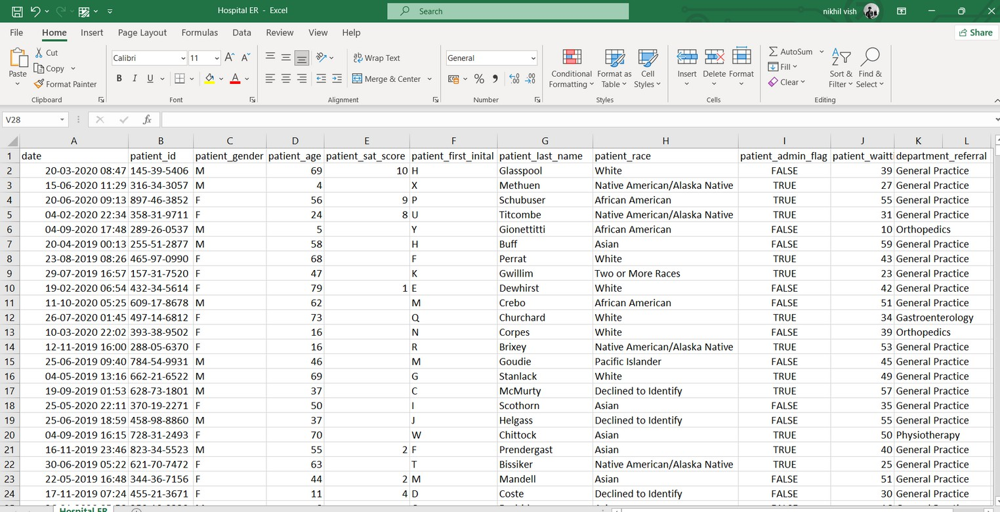 Hospital ER - Excel
Search
nikhil vish
File Home Insert Page Layout Formulas Data Review View Help Share
Paste Cut Copy Format Painter Clipboard
Calibri 11 A A B I U A Font
ab Wrap Text Merge & Center Alignment
General % Number
Conditional Formatting Format as Table Cell Styles Styles
Insert Delete Format Cells
AutoSum Fill Clear Sort & Filter Find & Select Editing
V28 fx
A B C D E F G H I J K L
1 date patient_id patient_gender patient_age patient_sat_score patient_first_inital patient_last_name patient_race patient_admin_flag patient_waitt department_referral
2 20-03-2020 08:47 145-39-5406 M 69 10 H Glasspool White FALSE 39 General Practice
3 15-06-2020 11:29 316-34-3057 M 4 X Methuen Native American/Alaska Native TRUE 27 General Practice
4 20-06-2020 09:13 897-46-3852 F 56 9 P Schubuser African American TRUE 55 General Practice
5 04-02-2020 22:34 358-31-9711 F 24 8 U Titcombe Native American/Alaska Native TRUE 31 General Practice
6 04-09-2020 17:48 289-26-0537 M 5 Y Gionettitti African American FALSE 10 Orthopedics
7 20-04-2019 00:13 255-51-2877 M 58 H Buff Asian FALSE 59 General Practice
8 23-08-2019 08:26 465-97-0990 F 68 F Perrat White TRUE 43 General Practice
9 29-07-2019 16:57 157-31-7520 F 47 K Gwillim Two or More Races TRUE 23 General Practice
10 19-02-2020 06:54 432-34-5614 F 79 1 E Dewhirst White FALSE 42 General Practice
11 11-10-2020 05:25 609-17-8678 M 62 M Crebo African American FALSE 51 General Practice
12 26-07-2020 01:45 497-14-6812 F 73 Q Churchard White TRUE 34 Gastroenterology
13 10-03-2020 22:02 393-38-9502 F 16 N Corpes White FALSE 39 Orthopedics
14 12-11-2019 16:00 288-05-6370 F 16 R Brixey Native American/Alaska Native TRUE 53 General Practice
15 25-06-2019 09:40 784-54-9931 M 46 M Goudie Pacific Islander FALSE 45 General Practice
16 04-05-2019 13:16 662-21-6522 M 69 G Stanlack White TRUE 49 General Practice
17 19-09-2019 01:53 628-73-1801 M 37 C McMurty Declined to Identify TRUE 57 General Practice
18 25-05-2020 22:11 370-19-2271 F 50 I Scothorn Asian FALSE 35 General Practice
19 25-06-2019 18:59 458-98-8860 M 37 J Helgass Declined to Identify FALSE 55 General Practice
20 04-09-2019 16:15 728-31-2493 F 70 W Chittock Asian TRUE 50 Physiotherapy
21 16-11-2019 23:46 823-34-5523 M 55 2 F Prendergast Asian TRUE 40 General Practice
22 30-06-2019 05:22 621-70-7472 F 63 T Bissiker Native American/Alaska Native TRUE 25 General Practice
23 22-05-2019 16:48 344-36-7156 F 44 2 M Mandell Asian FALSE 51 General Practice
24 17-11-2019 07:24 455-21-3671 F 11 4 D Coste Declined to Identify FALSE 30 General Practice
Hospital ER